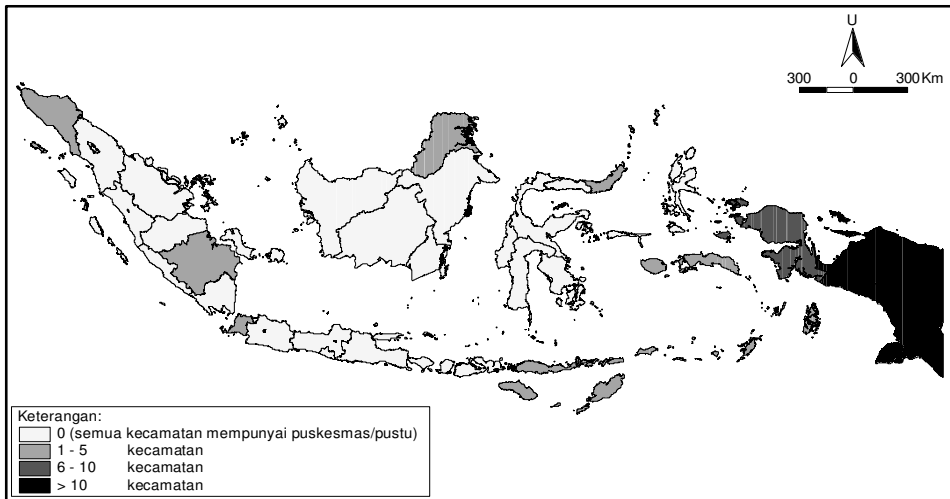 U
300 0 300 Km
Keterangan:
0 (semua kecamatan mempunyai puskesmas/pustu)
1 - 5 kecamatan
6 - 10 kecamatan
> 10 kecamatan